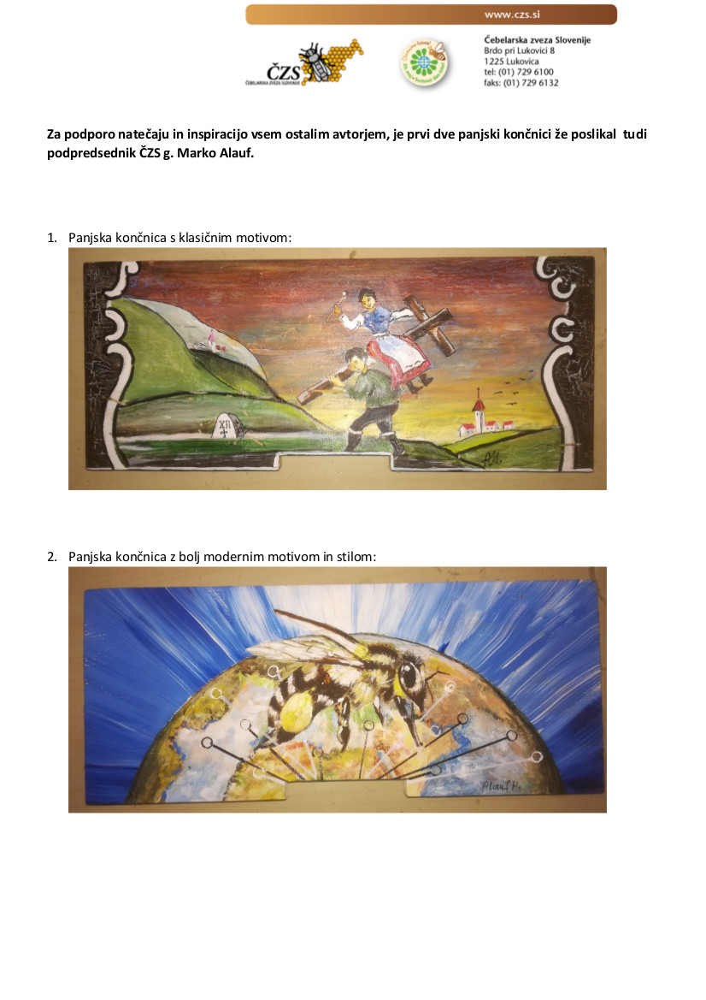 www.czs.si
ČZS
ČEBELARSKA ZVEZA SLOVENIJE
Čebelarska zveza Slovenije
Brdo pri Lukovici 8
1225 Lukovica
tel: (01) 729 6100
faks: (01) 729 6132
Za podporo natečaju in inspiracijo vsem ostalim avtorjem, je prvi dve panjski končnici že poslikal tudi
podpredsednik ČZS g. Marko Alauf.
1. Panjska končnica s klasičnim motivom:
XII
2. Panjska končnica z bolj modernim motivom in stilom:
Alauf M.